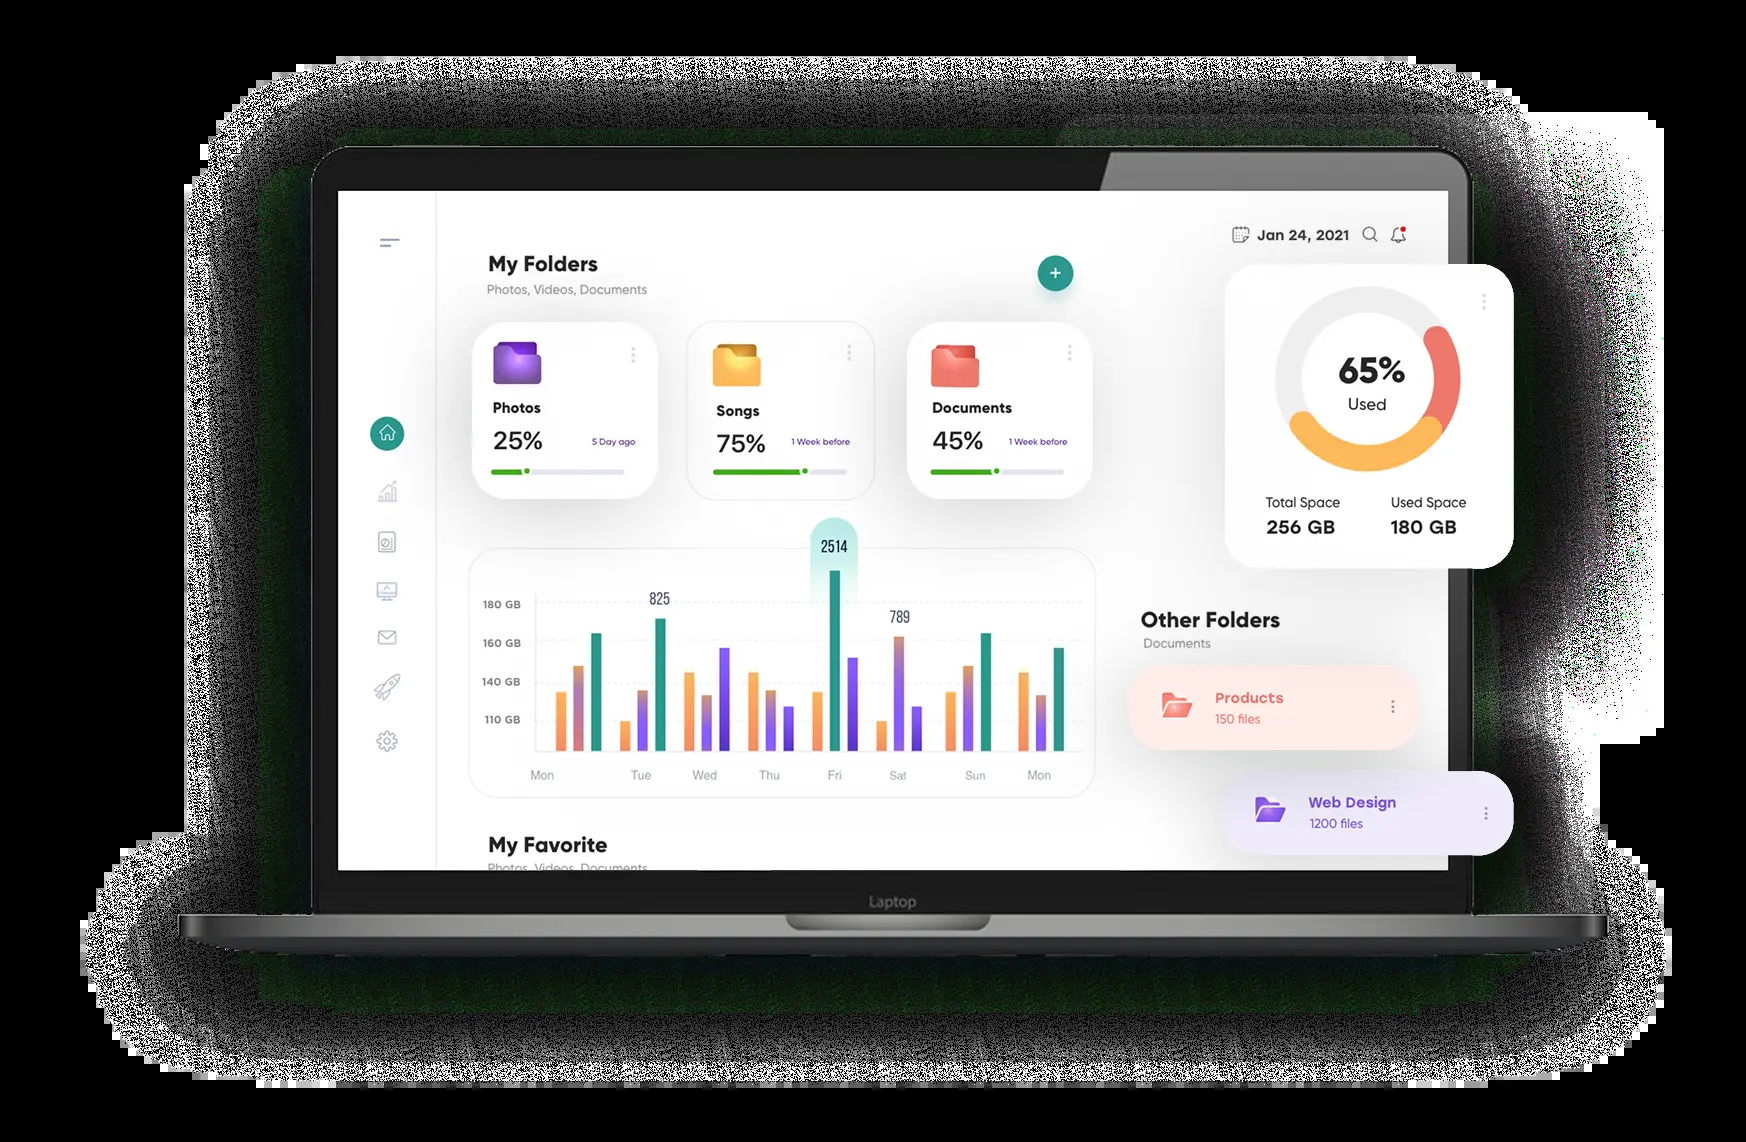 Jan 24, 2021
My Folders
Photos, Videos, Documents
+
Photos
25%
5 Day ago
Songs
75%
1 Week before
Documents
45%
1 Week before
65%
Used
Total Space
256 GB
Used Space
180 GB
2514
825
789
180 GB
160 GB
140 GB
110 GB
Mon
Tue
Wed
Thu
Fri
Sat
Sun
Mon
Other Folders
Documents
Products
150 files
Web Design
1200 files
My Favorite
Photos, Videos, Documents
Laptop